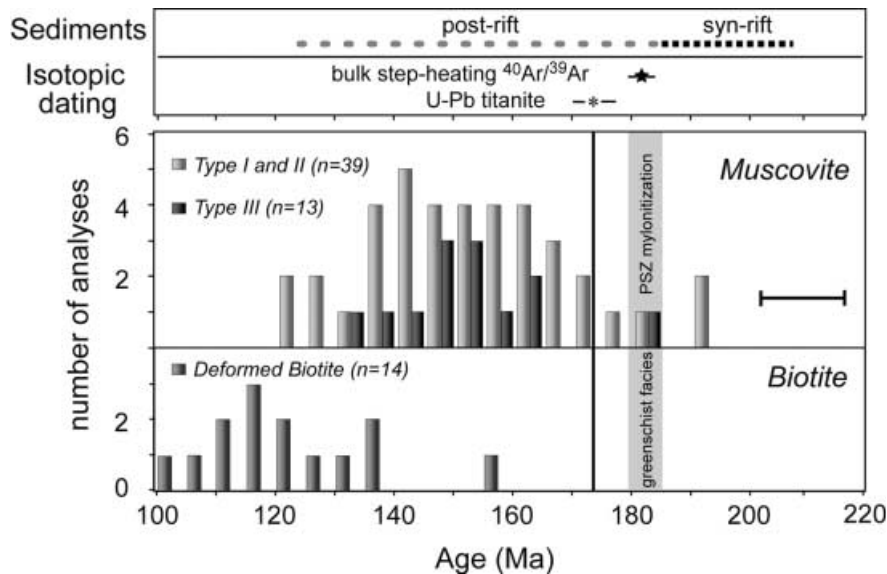 Sediments
post-rift
syn-rift
Isotopic
dating
bulk step-heating ⁴⁰Ar/³⁹Ar
U-Pb titanite
number of analyses
6
4
2
Type I and II (n=39)
Type III (n=13)
Muscovite
PSZ mylonitization
2
0
Deformed Biotite (n=14)
Biotite
greenschist facies
100 120 140 160 180 200 220
Age (Ma)